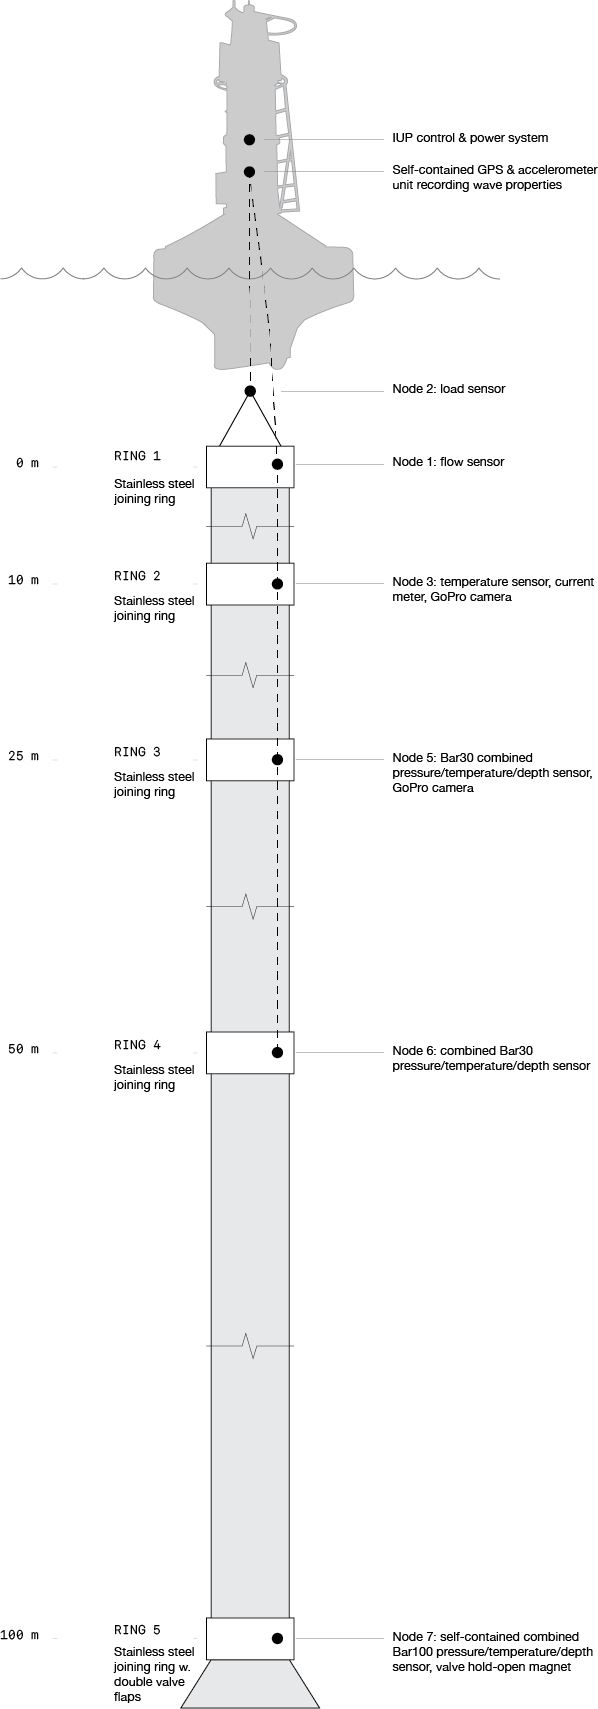 IUP control & power system
Self-contained GPS & accelerometer
unit recording wave properties
Node 2: load sensor
0 m
RING 1
Stainless steel
joining ring
Node 1: flow sensor
10 m
RING 2
Stainless steel
joining ring
Node 3: temperature sensor, current
meter, GoPro camera
25 m
RING 3
Stainless steel
joining ring
Node 5: Bar30 combined
pressure/temperature/depth sensor,
GoPro camera
50 m
RING 4
Stainless steel
joining ring
Node 6: combined Bar30
pressure/temperature/depth sensor
100 m
RING 5
Stainless steel
joining ring w.
double valve
flaps
Node 7: self-contained combined
Bar100 pressure/temperature/depth
sensor, valve hold-open magnet